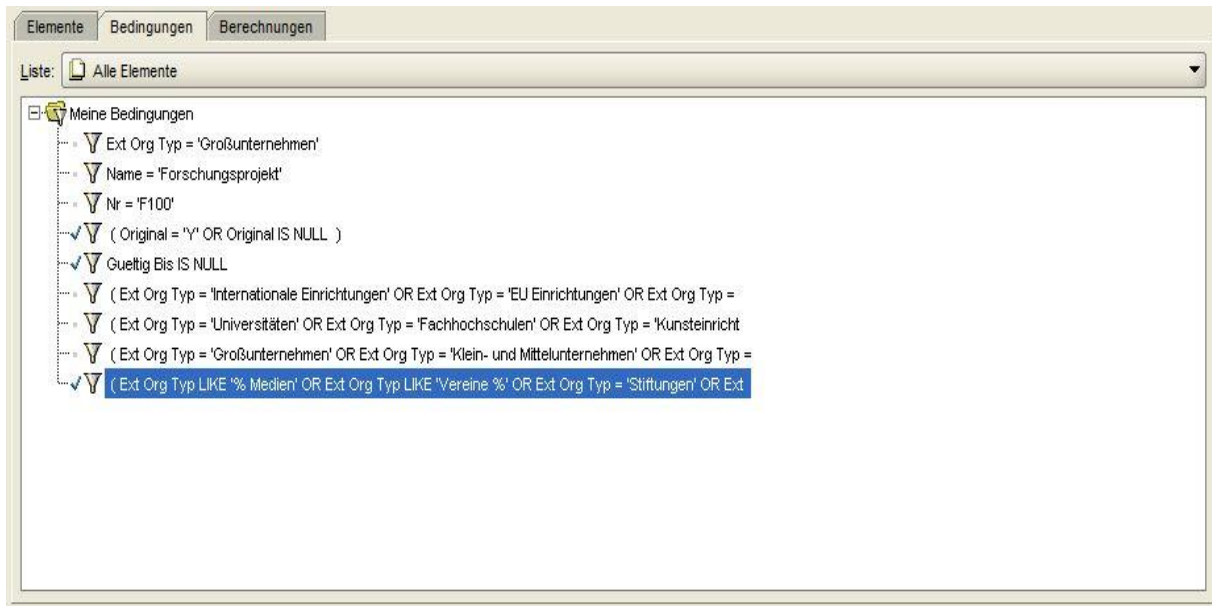 Elemente Bedingungen Berechnungen
Liste: Alle Elemente
Meine Bedingungen
Ext Org Typ = 'Großunternehmen'
Name = 'Forschungsprojekt'
Nr = 'F100'
( Original = 'Y' OR Original IS NULL )
Gueltig Bis IS NULL
( Ext Org Typ = 'Internationale Einrichtungen' OR Ext Org Typ = 'EU Einrichtungen' OR Ext Org Typ =
( Ext Org Typ = 'Universitäten' OR Ext Org Typ = 'Fachhochschulen' OR Ext Org Typ = 'Kunsteinricht
( Ext Org Typ = 'Großunternehmen' OR Ext Org Typ = 'Klein- und Mittelunternehmen' OR Ext Org Typ =
( Ext Org Typ LIKE '% Medien' OR Ext Org Typ LIKE 'Vereine %' OR Ext Org Typ = 'Stiftungen' OR Ext